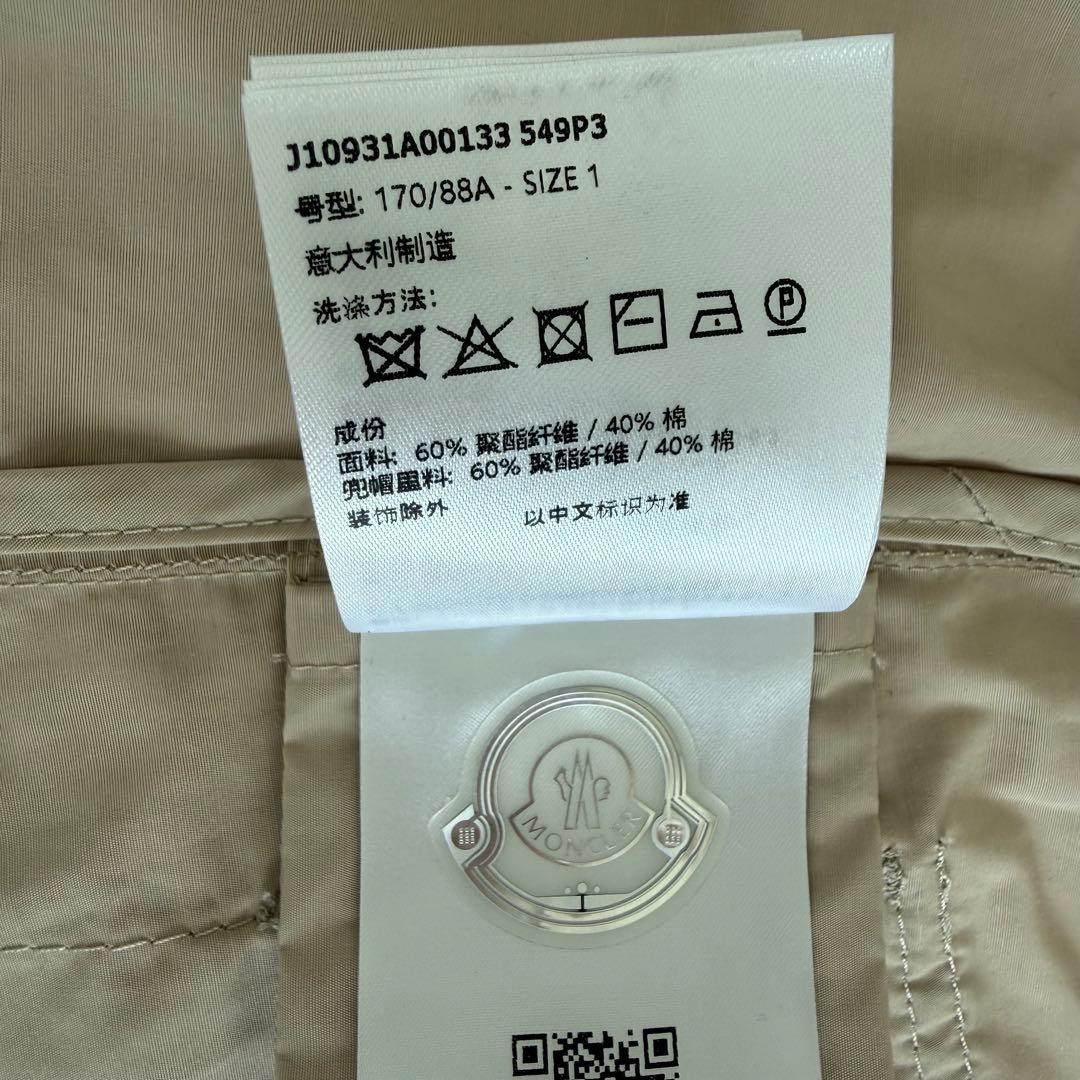 J10931A00133 549P3
号型: 170/88A - SIZE 1
意大利制造
洗涤方法:
P
成份
面料: 60% 聚酯纤维 / 40% 棉
兜帽里料: 60% 聚酯纤维 / 40% 棉
装饰除外 以中文标识为准
MONCLER